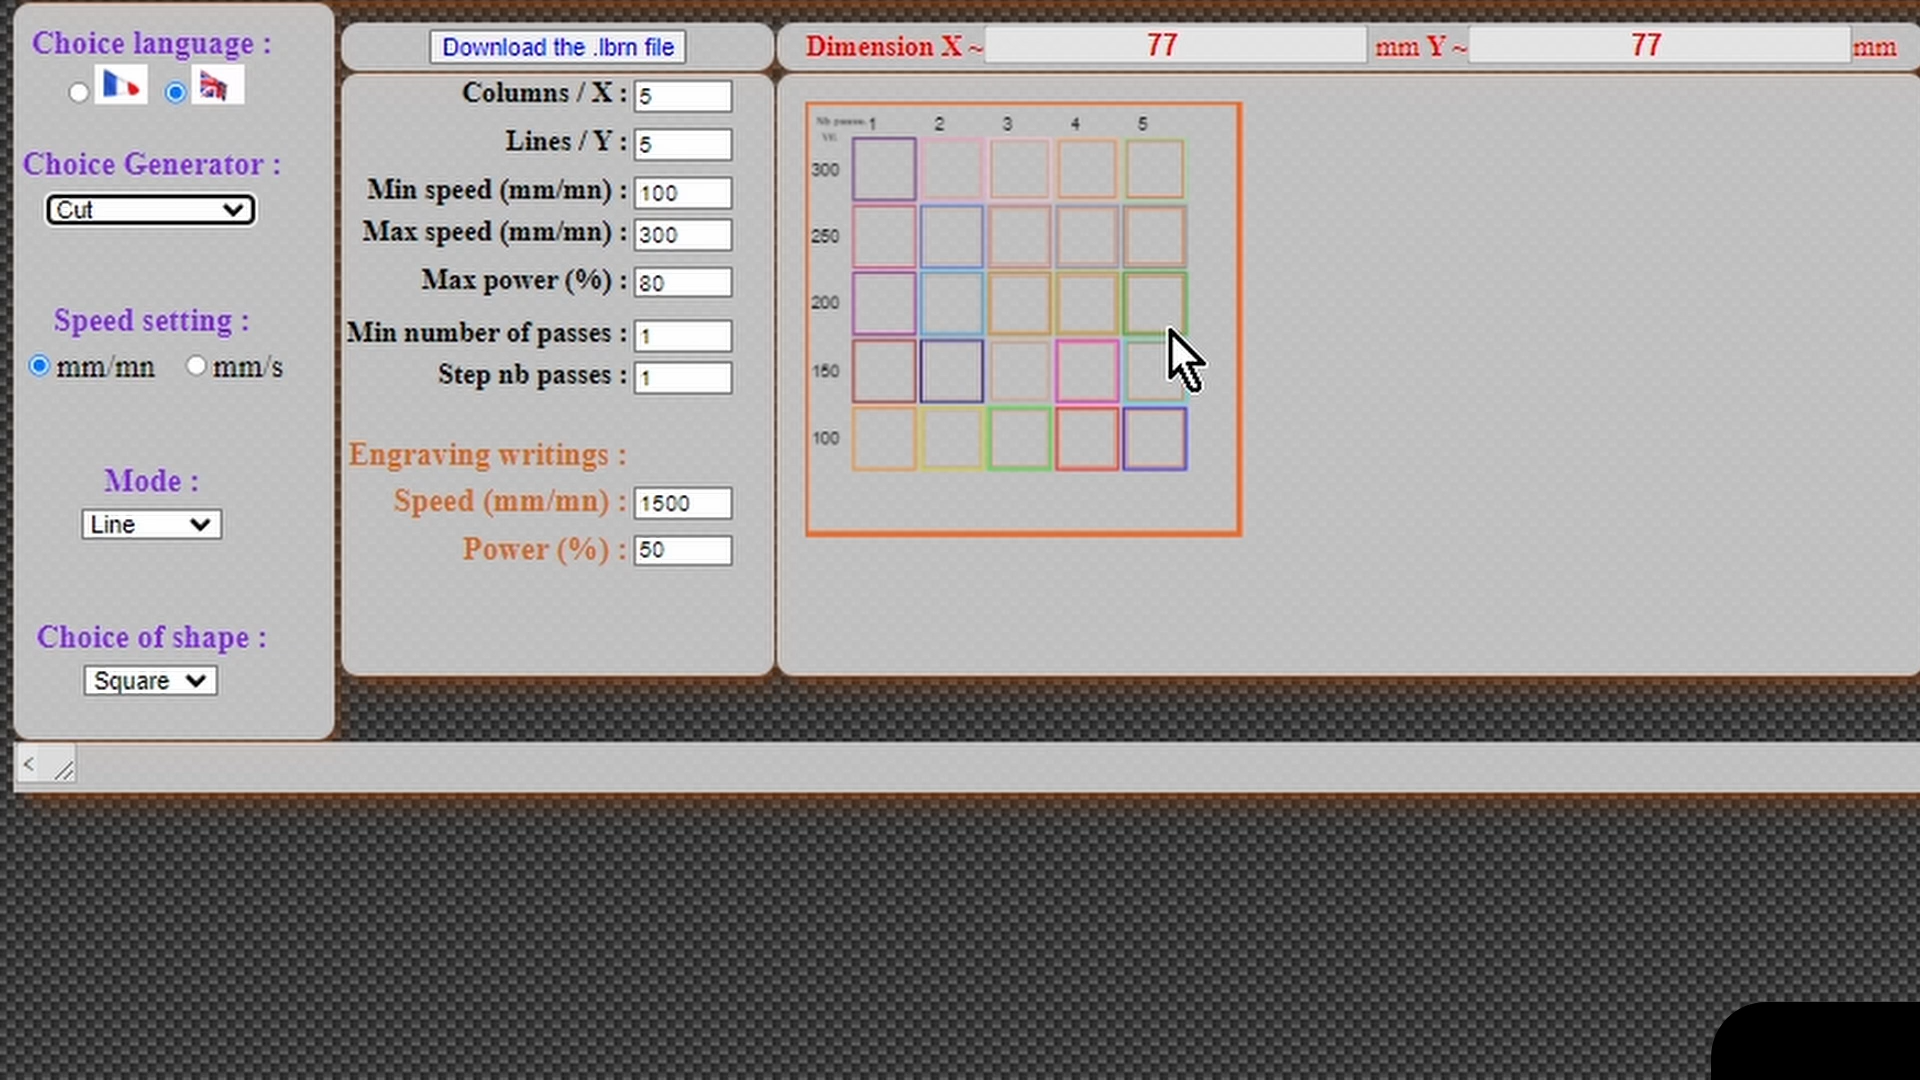 Choice language :
Choice Generator :
Cut
Speed setting :
mm/mn mm/s
Mode :
Line
Choice of shape :
Square
<
Download the .lbrn file
Columns / X : 5
Lines / Y : 5
Min speed (mm/mn) : 100
Max speed (mm/mn) : 300
Max power (%) : 80
Min number of passes : 1
Step nb passes : 1
Engraving writings :
Speed (mm/mn) : 1500
Power (%) : 50
Dimension X ~ 77 mm Y ~ 77 mm
Nb passes 1 2 3 4 5
300
250
200
150
100